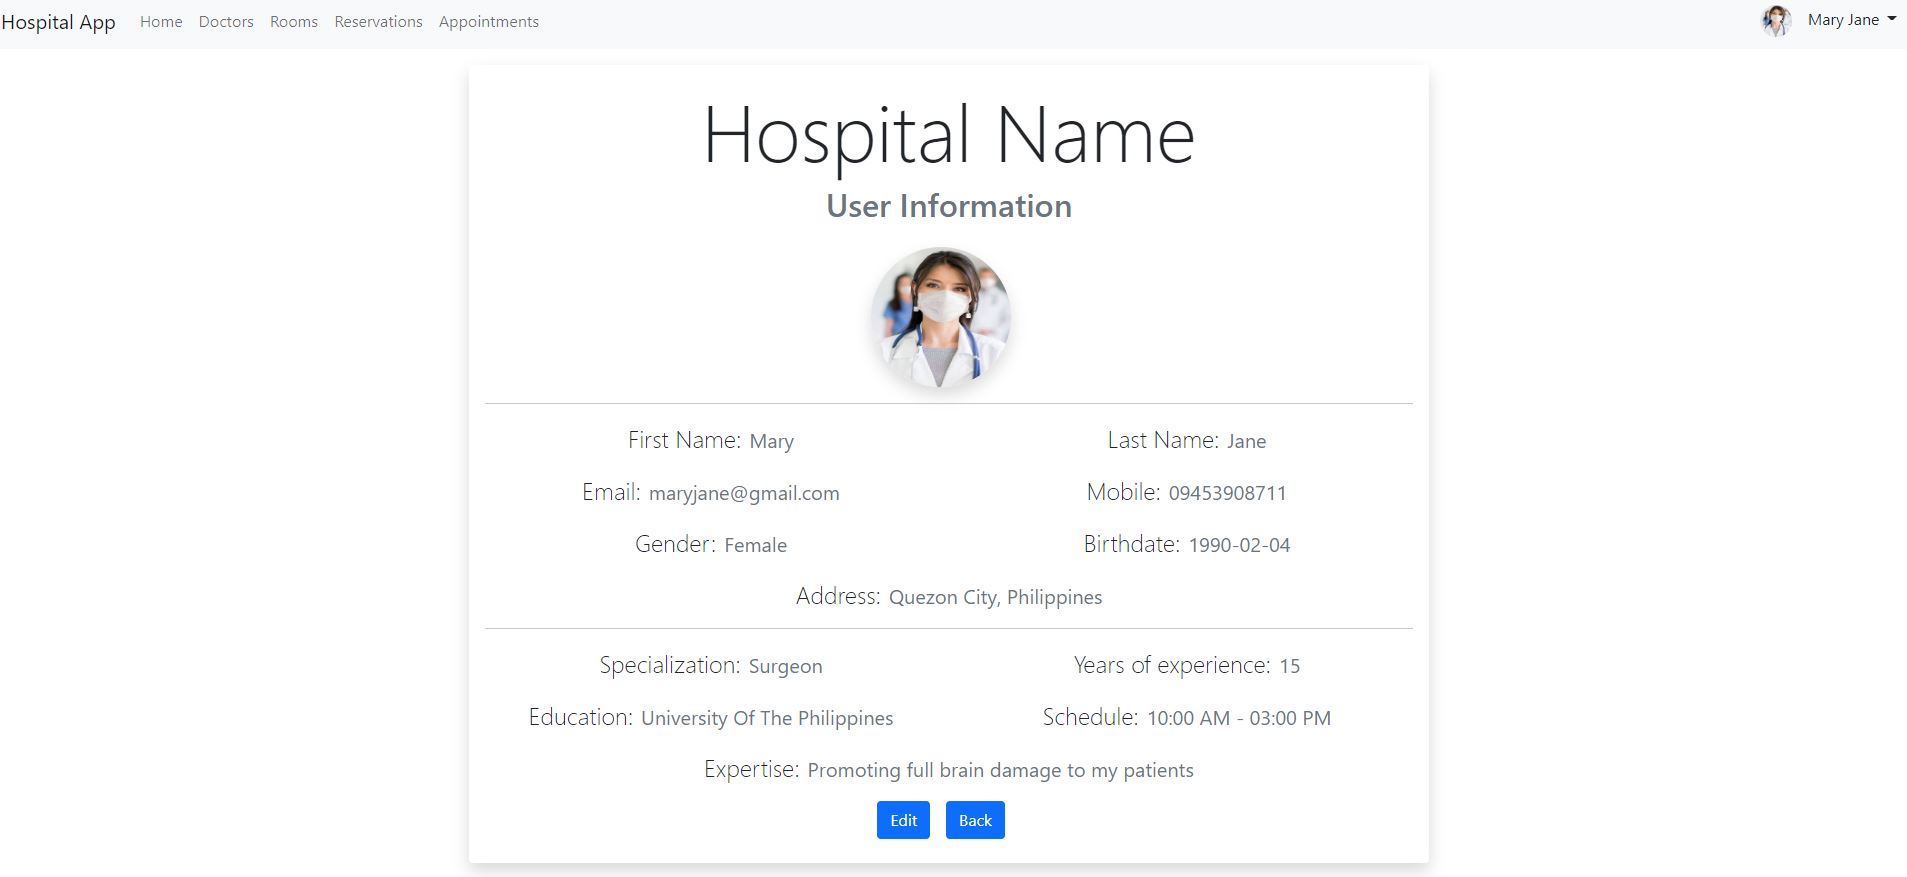 Hospital App Home Doctors Rooms Reservations Appointments Mary Jane
Hospital Name
User Information
First Name: Mary Last Name: Jane
Email: maryjane@gmail.com Mobile: 09453908711
Gender: Female Birthdate: 1990-02-04
Address: Quezon City, Philippines
Specialization: Surgeon Years of experience: 15
Education: University Of The Philippines Schedule: 10:00 AM - 03:00 PM
Expertise: Promoting full brain damage to my patients
Edit Back